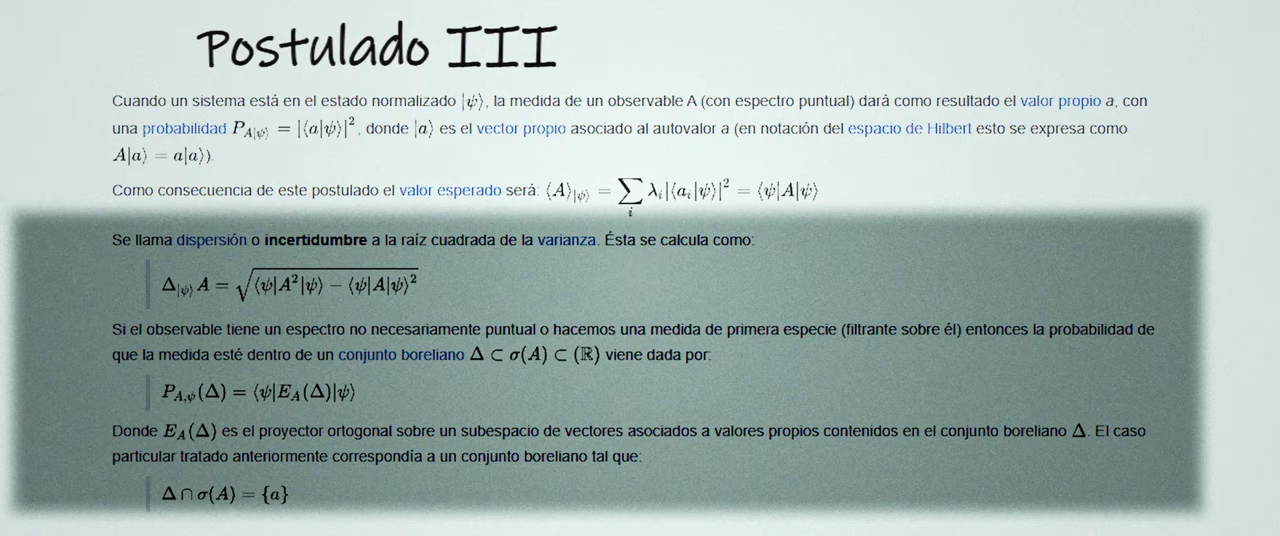 Postulado III
Cuando un sistema está en el estado normalizado |ψ⟩, la medida de un observable A (con espectro puntual) dará como resultado el valor propio a, con
una probabilidad P_{A|ψ⟩} = |⟨a|ψ⟩|², donde |a⟩ es el vector propio asociado al autovalor a (en notación del espacio de Hilbert esto se expresa como
A|a⟩ = a|a⟩).
Como consecuencia de este postulado el valor esperado será: ⟨A⟩_{|ψ⟩} = ∑_i λ_i|⟨a_i|ψ⟩|² = ⟨ψ|A|ψ⟩
Se llama dispersión o incertidumbre a la raíz cuadrada de la varianza. Ésta se calcula como:
Δ_{|ψ⟩} A = √(⟨ψ|A²|ψ⟩ − ⟨ψ|A|ψ⟩²)
Si el observable tiene un espectro no necesariamente puntual o hacemos una medida de primera especie (filtrante sobre él) entonces la probabilidad de
que la medida esté dentro de un conjunto boreliano Δ ⊂ σ(A) ⊂ (ℝ) viene dada por:
P_{A,ψ}(Δ) = ⟨ψ|E_A(Δ)|ψ⟩
Donde E_A(Δ) es el proyector ortogonal sobre un subespacio de vectores asociados a valores propios contenidos en el conjunto boreliano Δ. El caso
particular tratado anteriormente correspondía a un conjunto boreliano tal que:
Δ ∩ σ(A) = {a}